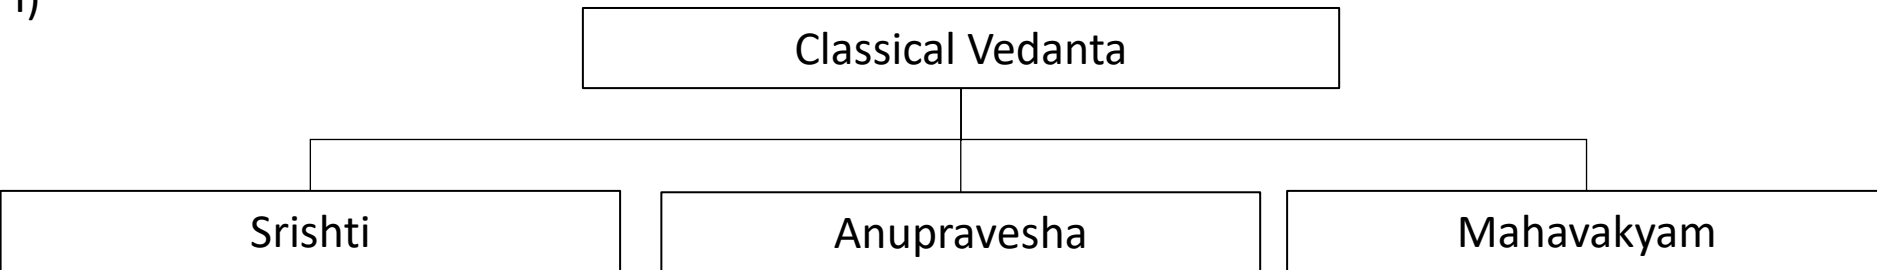 i)
Classical Vedanta
Srishti
Anupravesha
Mahavakyam